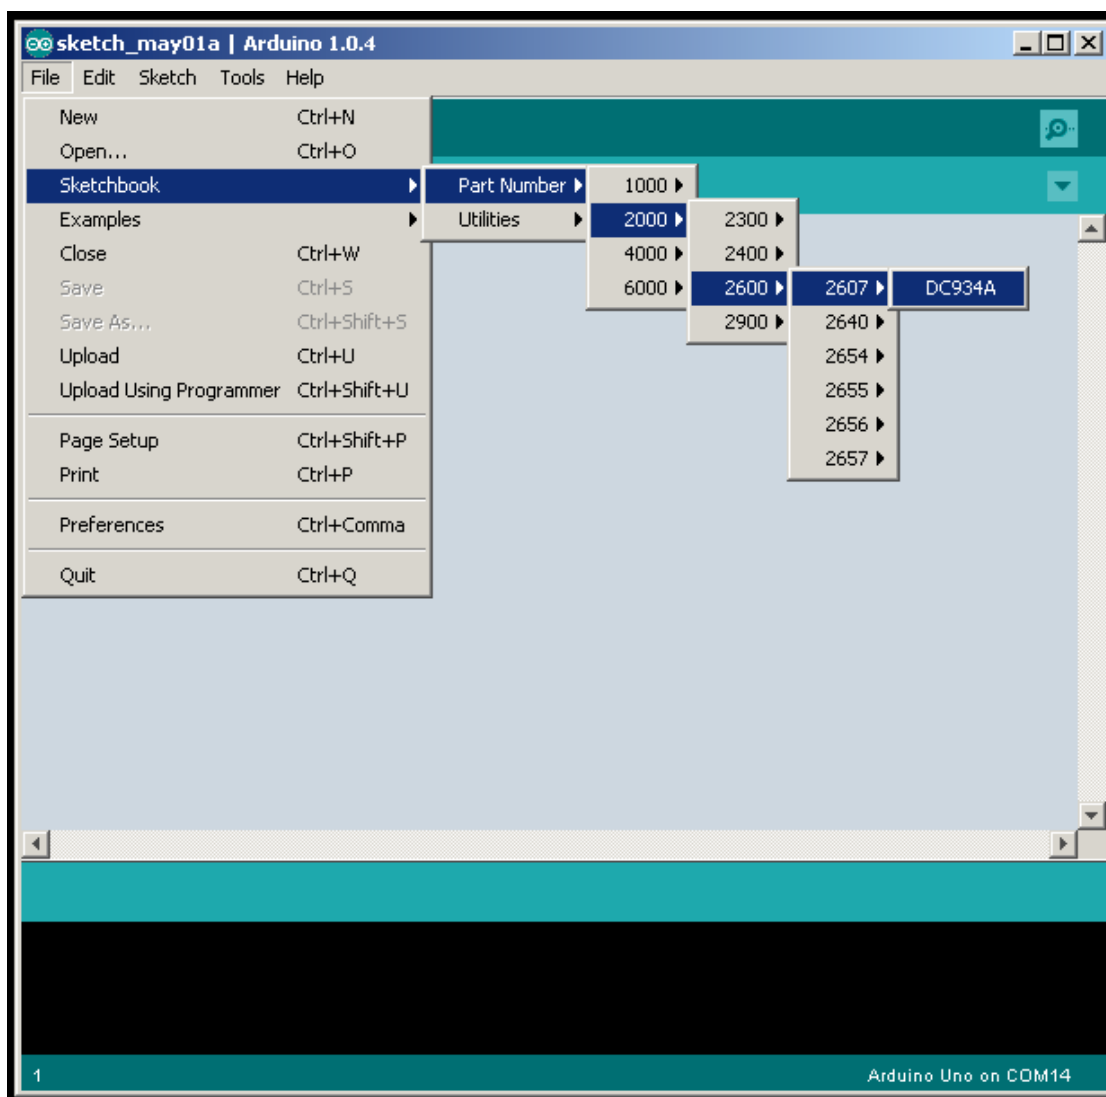 sketch_may01a | Arduino 1.0.4
File Edit Sketch Tools Help
New Ctrl+N
Open... Ctrl+O
Sketchbook
Examples
Close Ctrl+W
Save Ctrl+S
Save As... Ctrl+Shift+S
Upload Ctrl+U
Upload Using Programmer Ctrl+Shift+U
Page Setup Ctrl+Shift+P
Print Ctrl+P
Preferences Ctrl+Comma
Quit Ctrl+Q
Part Number
Utilities
1000
2000
4000
6000
2300
2400
2600
2900
2607
2640
2654
2655
2656
2657
DC934A
1 Arduino Uno on COM14